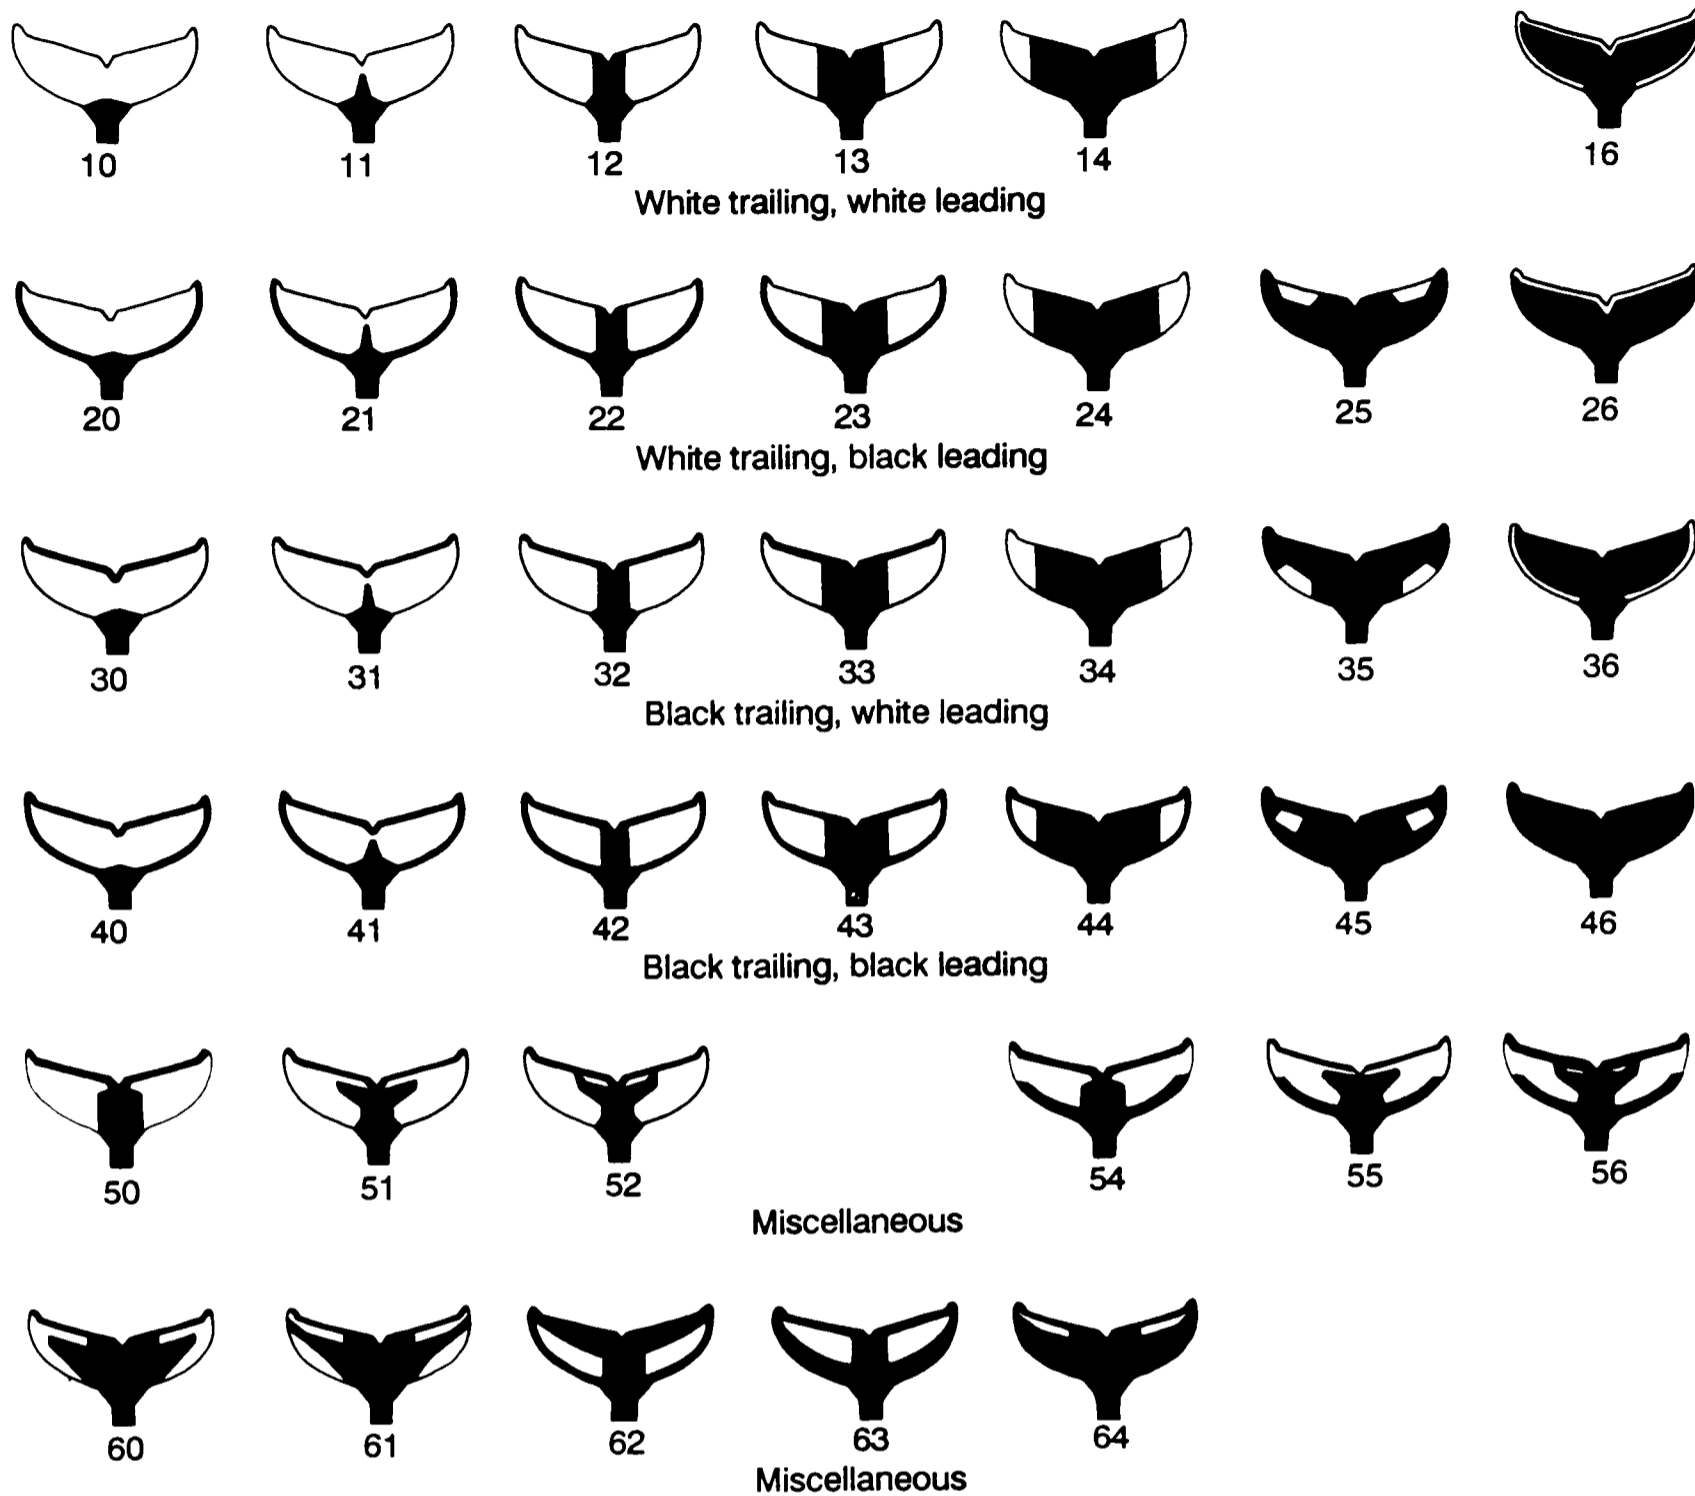 10 11 12 13 14 16
White trailing, white leading
20 21 22 23 24 25 26
White trailing, black leading
30 31 32 33 34 35 36
Black trailing, white leading
40 41 42 43 44 45 46
Black trailing, black leading
50 51 52 54 55 56
Miscellaneous
60 61 62 63 64
Miscellaneous